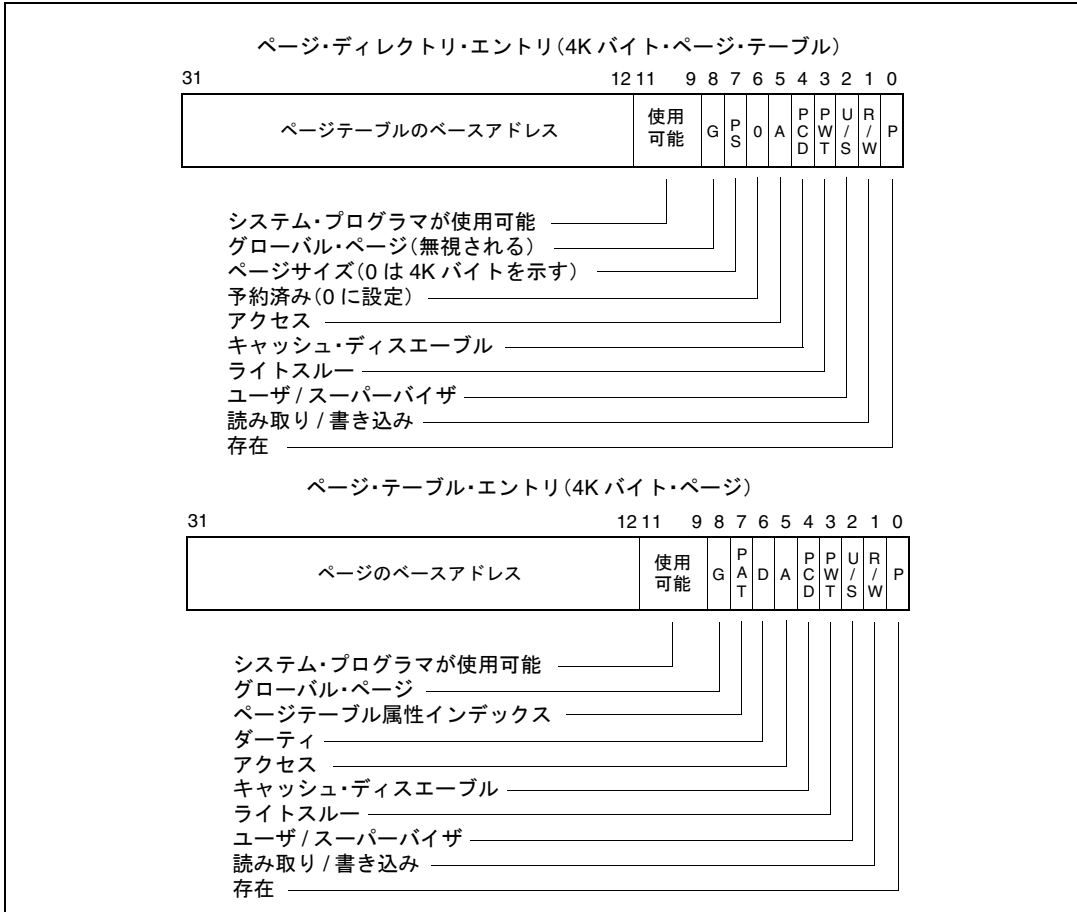 ページ・ディレクトリ・エントリ(4K バイト・ページ・テーブル)
31 12 11 9 8 7 6 5 4 3 2 1 0
ページテーブルのベースアドレス 使用可能 G PS 0 A PCD PWT U/S R/W P
システム・プログラマが使用可能
グローバル・ページ(無視される)
ページサイズ(0 は 4K バイトを示す)
予約済み(0 に設定)
アクセス
キャッシュ・ディスエーブル
ライトスルー
ユーザ / スーパーバイザ
読み取り / 書き込み
存在
ページ・テーブル・エントリ(4K バイト・ページ)
31 12 11 9 8 7 6 5 4 3 2 1 0
ページのベースアドレス 使用可能 G PAT D A PCD PWT U/S R/W P
システム・プログラマが使用可能
グローバル・ページ
ページテーブル属性インデックス
ダーティ
アクセス
キャッシュ・ディスエーブル
ライトスルー
ユーザ / スーパーバイザ
読み取り / 書き込み
存在